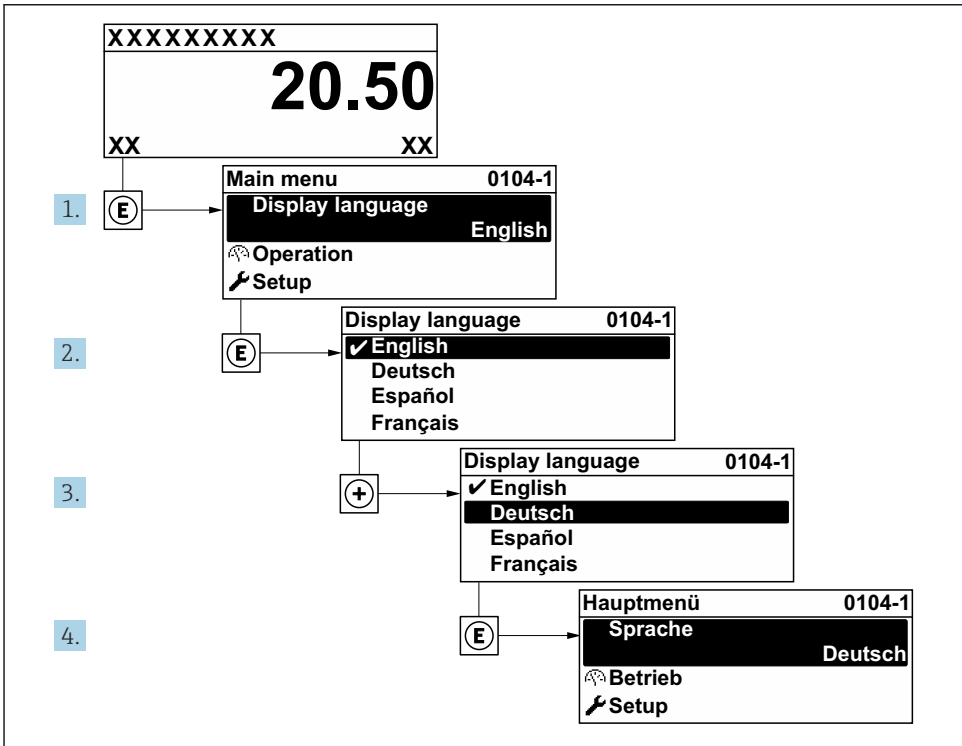 XXXXXXXXX
20.50
XX XX
1. E
Main menu 0104-1
Display language
English
Operation
Setup
2. E
Display language 0104-1
✔English
Deutsch
Español
Français
3. +
Display language 0104-1
✔English
Deutsch
Español
Français
4. E
Hauptmenü 0104-1
Sprache
Deutsch
Betrieb
Setup